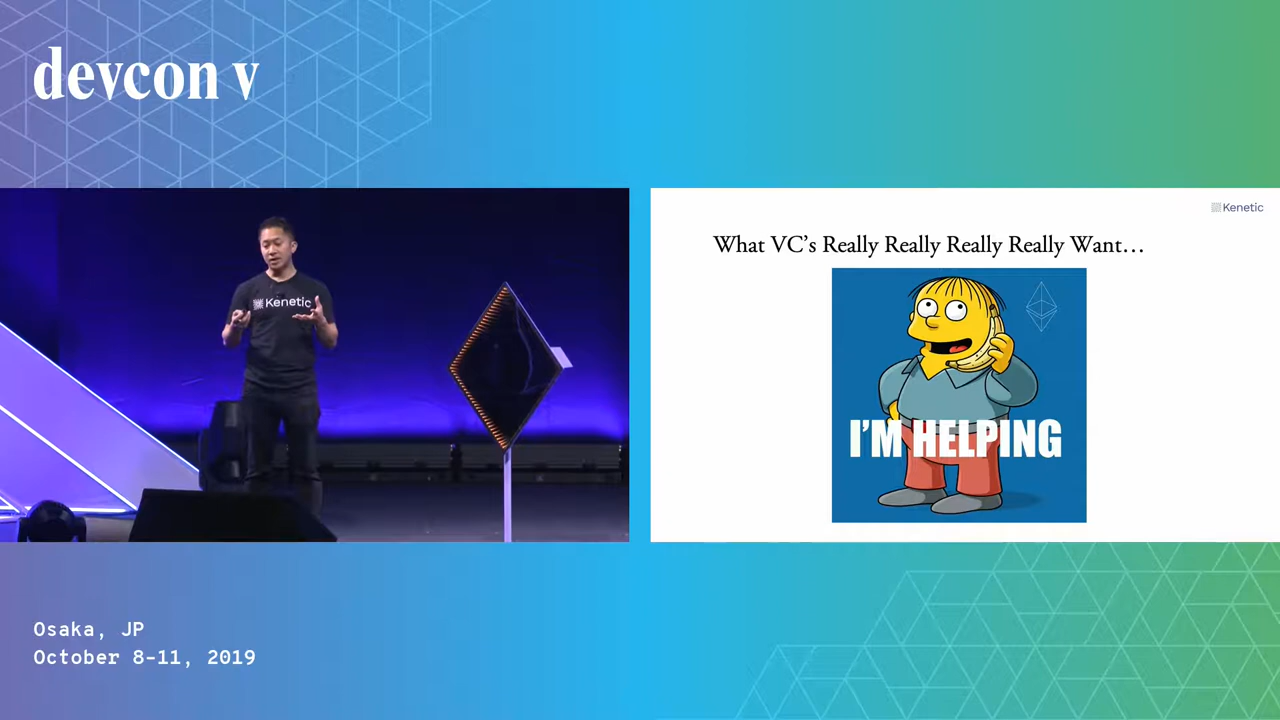 devcon v
Kenetic
Kenetic
What VC's Really Really Really Really Want…
I'M HELPING
Osaka, JP
October 8-11, 2019